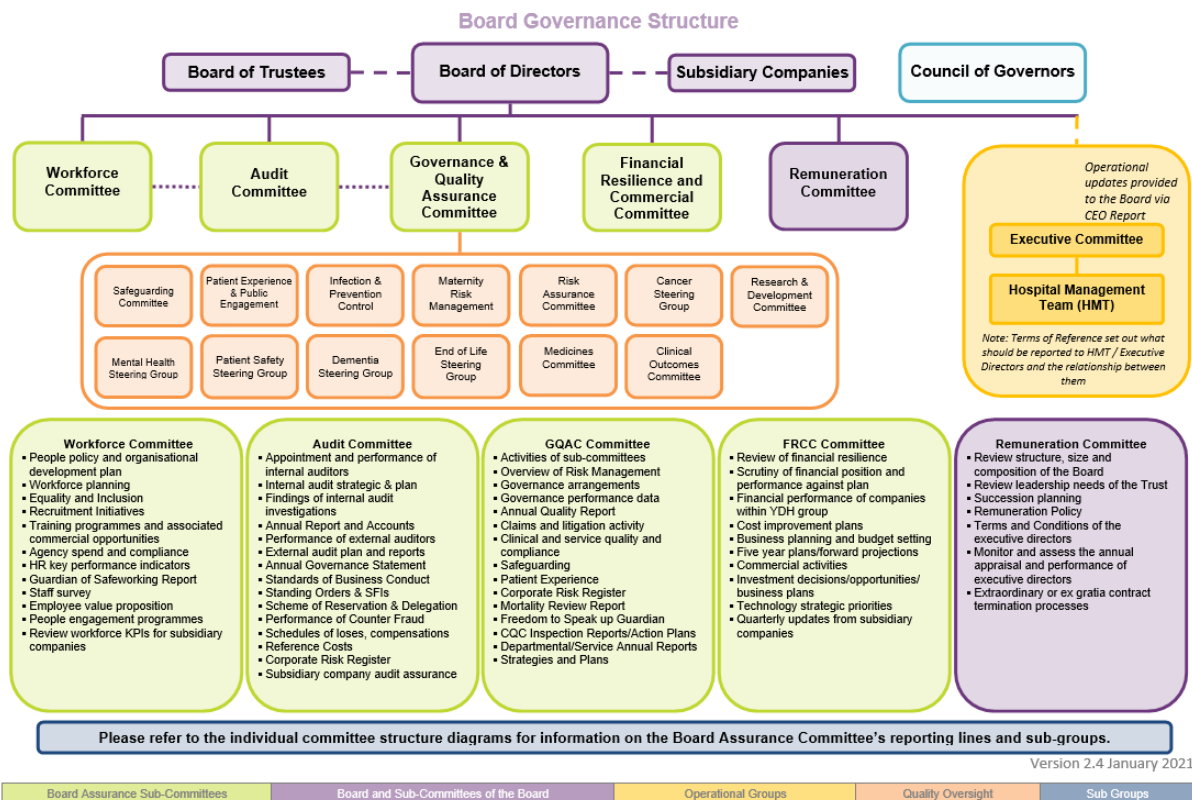 Board Governance Structure
Board of Trustees
Board of Directors
Subsidiary Companies
Council of Governors
Workforce
Committee
Audit
Committee
Governance &
Quality
Assurance
Committee
Financial
Resilience and
Commercial
Committee
Remuneration
Committee
Operational
updates provided
to the Board via
CEO Report
Executive Committee
Hospital Management
Team (HMT)
Note: Terms of Reference set out what
should be reported to HMT / Executive
Directors and the relationship between
them
Safeguarding
Committee
Patient Experience
& Public
Engagement
Infection &
Prevention
Control
Maternity
Risk
Management
Risk
Assurance
Committee
Cancer
Steering
Group
Research &
Development
Committee
Mental Health
Steering Group
Patient Safety
Steering Group
Dementia
Steering Group
End of Life
Steering
Group
Medicines
Committee
Clinical
Outcomes
Committee
Workforce Committee
▪ People policy and organisational
development plan
▪ Workforce planning
▪ Equality and Inclusion
▪ Recruitment Initiatives
▪ Training programmes and associated
commercial opportunities
▪ Agency spend and compliance
▪ HR key performance indicators
▪ Guardian of Safeworking Report
▪ Staff survey
▪ Employee value proposition
▪ People engagement programmes
▪ Review workforce KPIs for subsidiary
companies
Audit Committee
▪ Appointment and performance of
internal auditors
▪ Internal audit strategic & plan
▪ Findings of internal audit
investigations
▪ Annual Report and Accounts
▪ Performance of external auditors
▪ External audit plan and reports
▪ Annual Governance Statement
▪ Standards of Business Conduct
▪ Standing Orders & SFIs
▪ Scheme of Reservation & Delegation
▪ Performance of Counter Fraud
▪ Schedules of loses, compensations
▪ Reference Costs
▪ Corporate Risk Register
▪ Subsidiary company audit assurance
GQAC Committee
▪ Activities of sub-committees
▪ Overview of Risk Management
▪ Governance arrangements
▪ Governance performance data
▪ Annual Quality Report
▪ Claims and litigation activity
▪ Clinical and service quality and
compliance
▪ Safeguarding
▪ Patient Experience
▪ Corporate Risk Register
▪ Mortality Review Report
▪ Freedom to Speak up Guardian
▪ CQC Inspection Reports/Action Plans
▪ Departmental/Service Annual Reports
▪ Strategies and Plans
FRCC Committee
▪ Review of financial resilience
▪ Scrutiny of financial position and
performance against plan
▪ Financial performance of companies
within YDH group
▪ Cost improvement plans
▪ Business planning and budget setting
▪ Five year plans/forward projections
▪ Commercial activities
▪ Investment decisions/opportunities/
business plans
▪ Technology strategic priorities
▪ Quarterly updates from subsidiary
companies
Remuneration Committee
▪ Review structure, size and
composition of the Board
▪ Review leadership needs of the Trust
▪ Succession planning
▪ Remuneration Policy
▪ Terms and Conditions of the
executive directors
▪ Monitor and assess the annual
appraisal and performance of
executive directors
▪ Extraordinary or ex gratia contract
termination processes
Please refer to the individual committee structure diagrams for information on the Board Assurance Committee's reporting lines and sub-groups.
Version 2.4 January 2021
Board Assurance Sub-Committees
Board and Sub-Committees of the Board
Operational Groups
Quality Oversight
Sub Groups